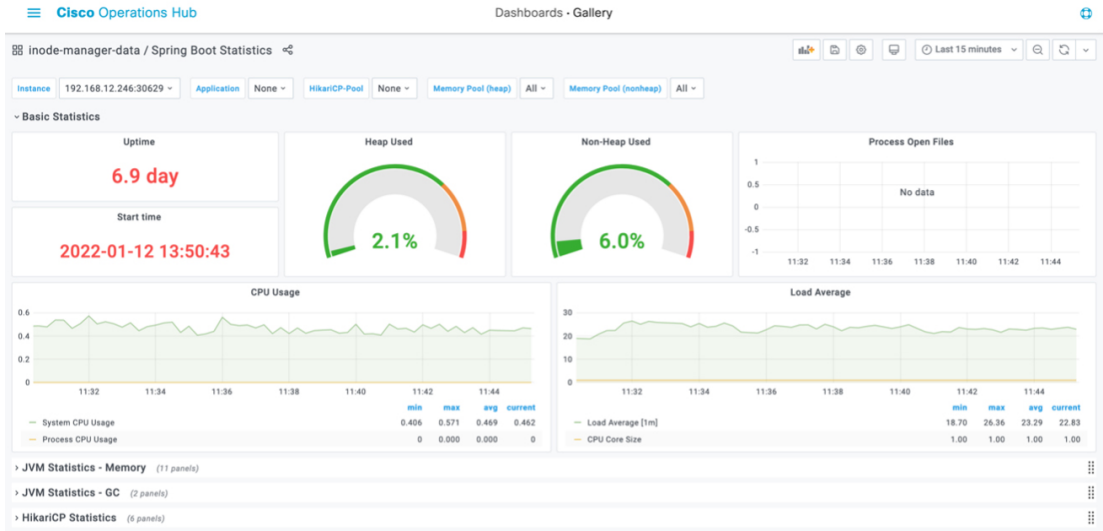 Cisco Operations Hub
Dashboards · Gallery
inode-manager-data / Spring Boot Statistics
Last 15 minutes
Instance 192.168.12.246:30629 Application None HikariCP-Pool None Memory Pool (heap) All Memory Pool (nonheap) All
Basic Statistics
Uptime
6.9 day
Start time
2022-01-12 13:50:43
Heap Used
2.1%
Non-Heap Used
6.0%
Process Open Files
1
0.5
0
-0.5
-1
No data
11:32 11:34 11:36 11:38 11:40 11:42 11:44
CPU Usage
0.6
0.4
0.2
0
11:32 11:34 11:36 11:38 11:40 11:42 11:44
min max avg current
System CPU Usage 0.406 0.571 0.469 0.462
Process CPU Usage 0 0.000 0.000 0
Load Average
30
20
10
0
11:32 11:34 11:36 11:38 11:40 11:42 11:44
min max avg current
Load Average [1m] 18.70 26.36 23.29 22.83
CPU Core Size 1.00 1.00 1.00 1.00
JVM Statistics - Memory (11 panels)
JVM Statistics - GC (2 panels)
HikariCP Statistics (6 panels)